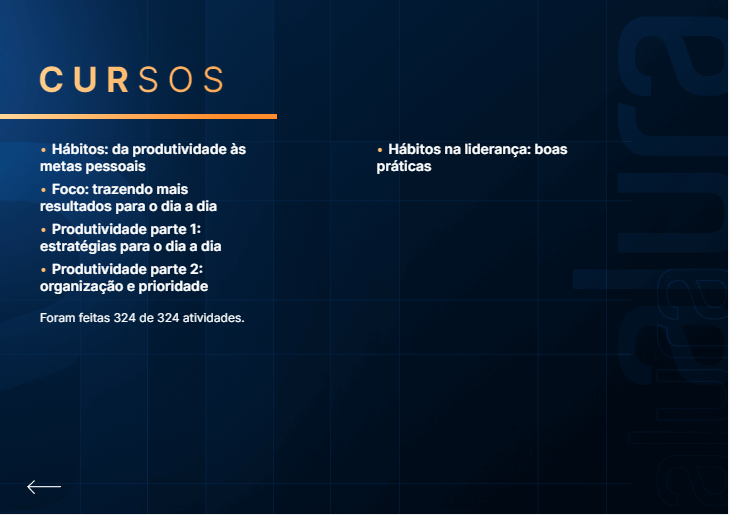 CURSOS
• Hábitos: da produtividade às
metas pessoais
• Foco: trazendo mais
resultados para o dia a dia
• Produtividade parte 1:
estratégias para o dia a dia
• Produtividade parte 2:
organização e prioridade
Foram feitas 324 de 324 atividades.
• Hábitos na liderança: boas
práticas
alura
alura